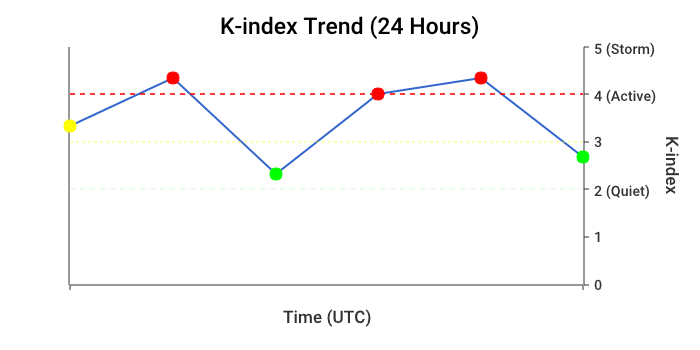 K-index Trend (24 Hours)
5 (Storm)
4 (Active)
3
2 (Quiet)
1
0
K-index
Time (UTC)